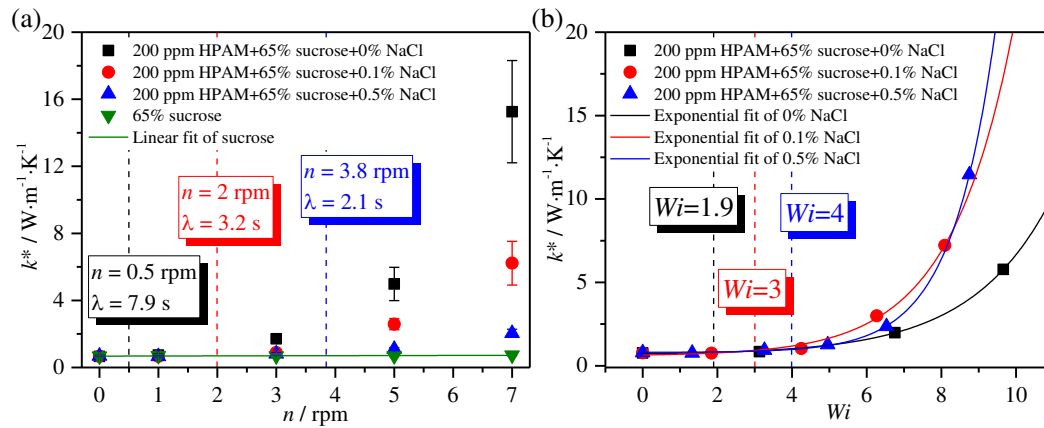 (a)
20
16
12
8
4
0
k* / W·m⁻¹·K⁻¹
200 ppm HPAM+65% sucrose+0% NaCl
200 ppm HPAM+65% sucrose+0.1% NaCl
200 ppm HPAM+65% sucrose+0.5% NaCl
65% sucrose
Linear fit of sucrose
n = 3.8 rpm
λ = 2.1 s
n = 2 rpm
λ = 3.2 s
n = 0.5 rpm
λ = 7.9 s
0 1 2 3 4 5 6 7
n / rpm
(b)
20
15
10
5
0
k* / W·m⁻¹·K⁻¹
200 ppm HPAM+65% sucrose+0% NaCl
200 ppm HPAM+65% sucrose+0.1% NaCl
200 ppm HPAM+65% sucrose+0.5% NaCl
Exponential fit of 0% NaCl
Exponential fit of 0.1% NaCl
Exponential fit of 0.5% NaCl
Wi=1.9
Wi=4
Wi=3
0 2 4 6 8 10
Wi